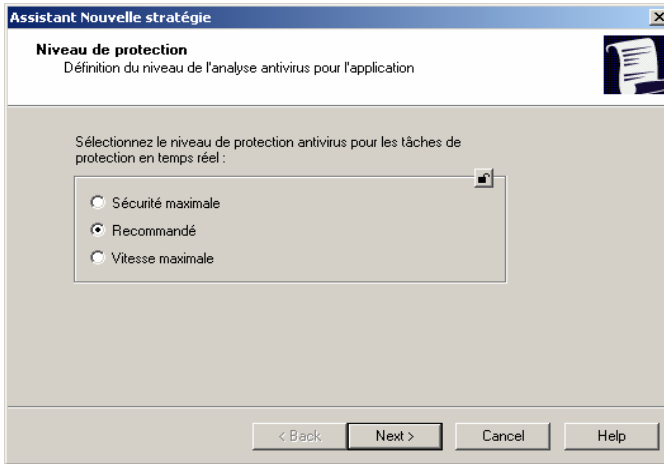 Assistant Nouvelle stratégie
Niveau de protection
Définition du niveau de l'analyse antivirus pour l'application
Sélectionnez le niveau de protection antivirus pour les tâches de
protection en temps réel :
Sécurité maximale
Recommandé
Vitesse maximale
< Back
Next >
Cancel
Help